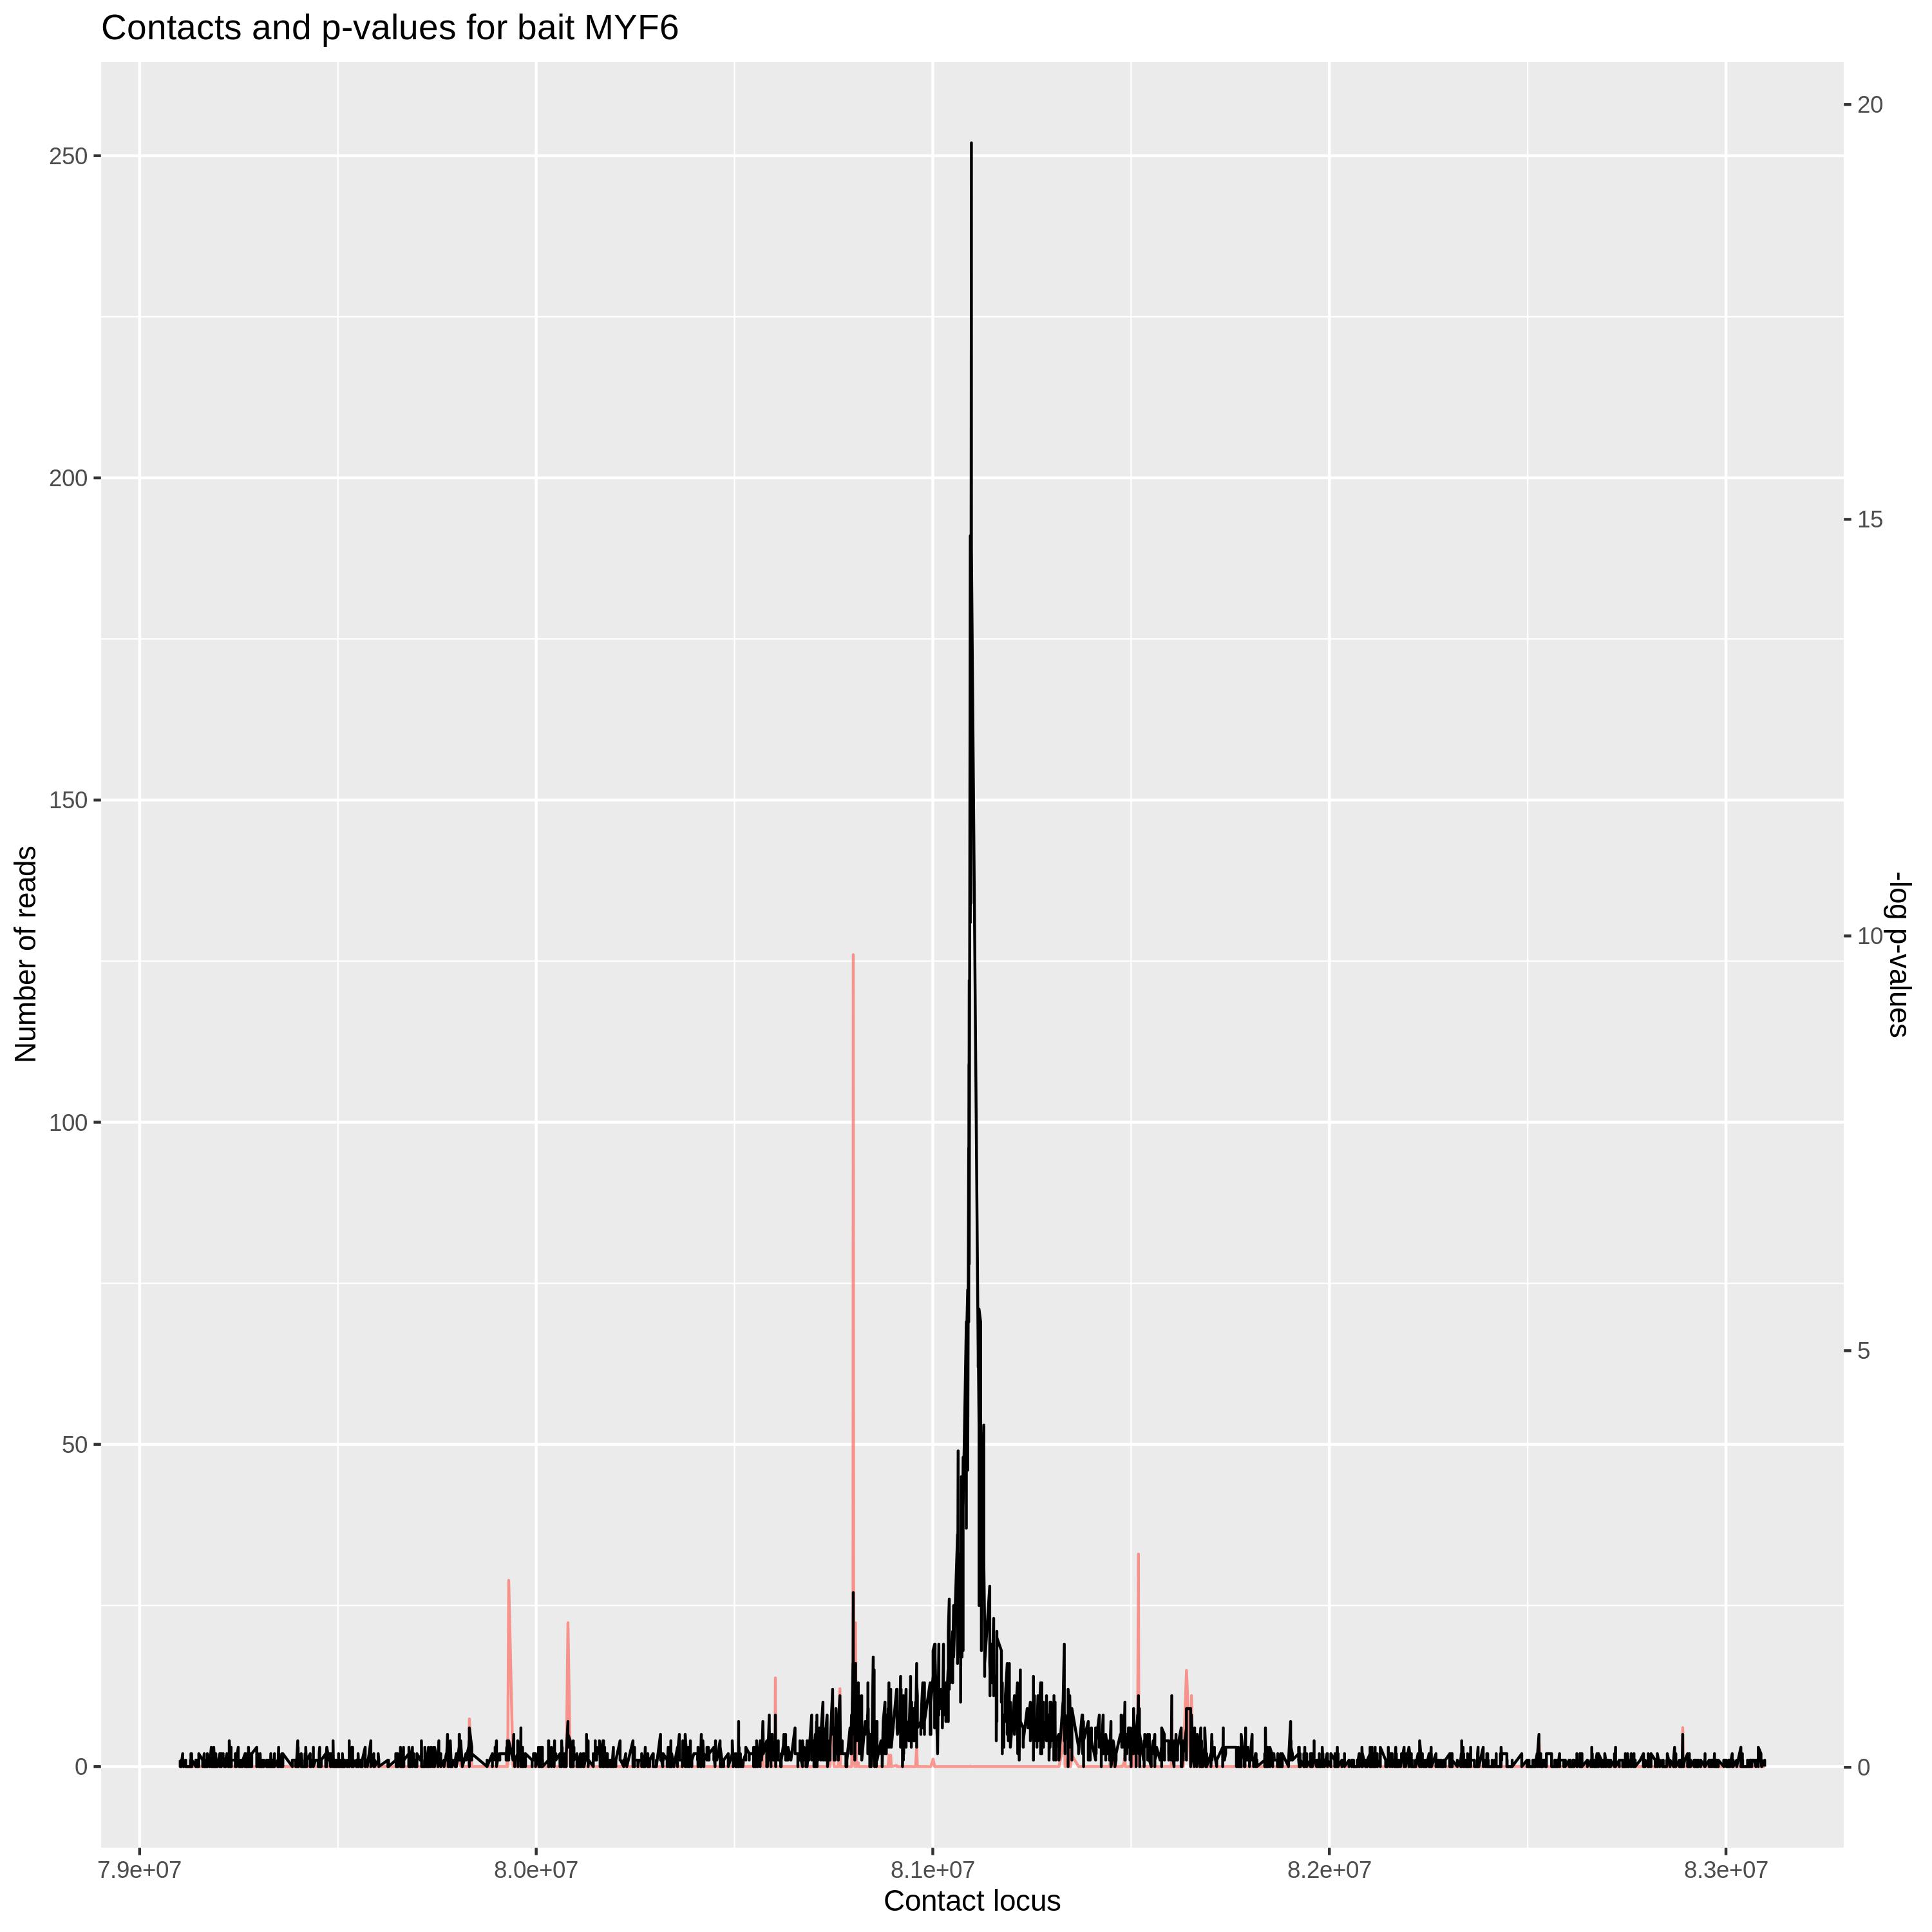 Contacts and p-values for bait MYF6
250
200
150
100
50
0
Number of reads
20
15
10
5
0
-log p-values
7.9e+07
8.0e+07
8.1e+07
8.2e+07
8.3e+07
Contact locus